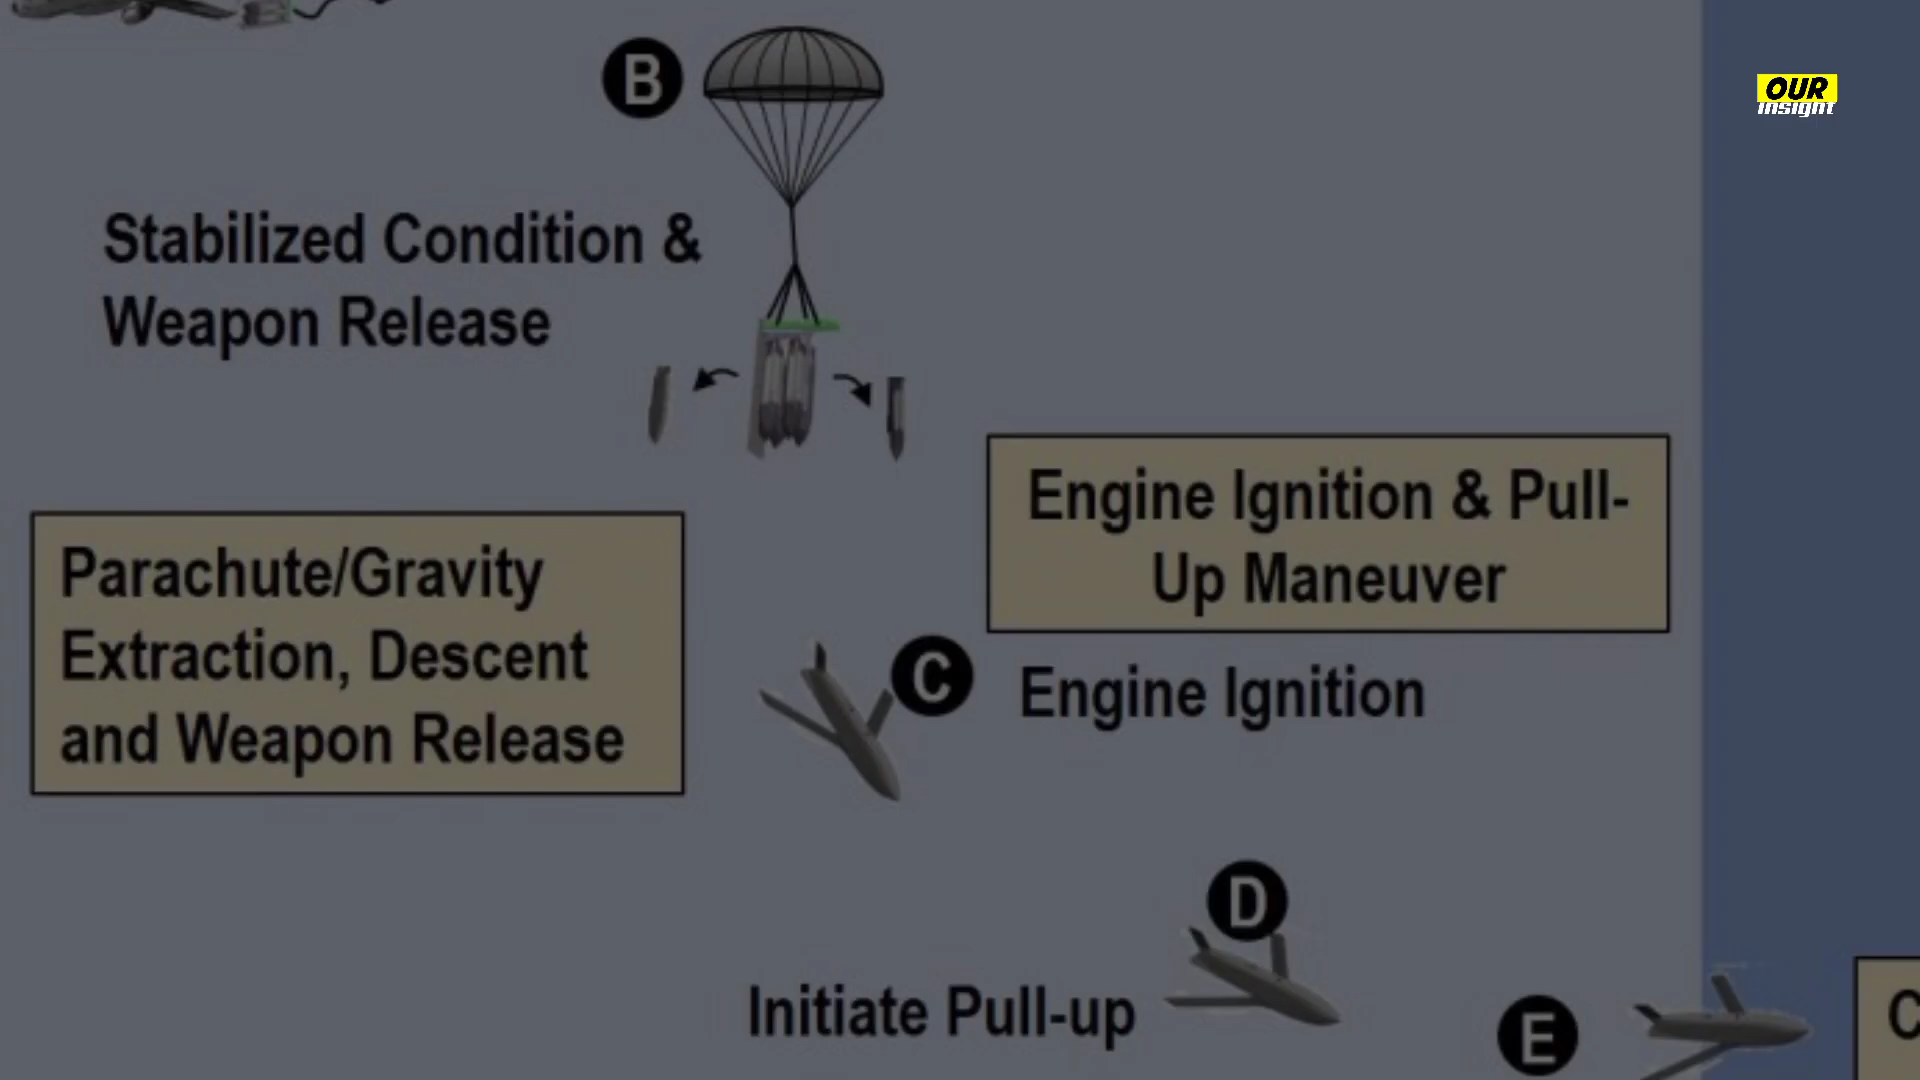 B
OUR
insight
Stabilized Condition &
Weapon Release
Engine Ignition & Pull-
Up Maneuver
Parachute/Gravity
Extraction, Descent
and Weapon Release
C
Engine Ignition
D
Initiate Pull-up
E
C